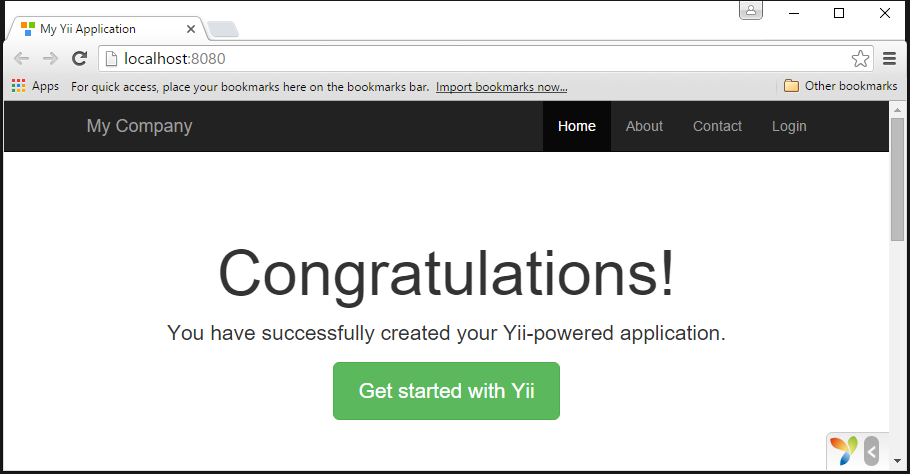 My Yii Application
localhost:8080
Apps For quick access, place your bookmarks here on the bookmarks bar. Import bookmarks now... Other bookmarks
My Company Home About Contact Login
Congratulations!
You have successfully created your Yii-powered application.
Get started with Yii